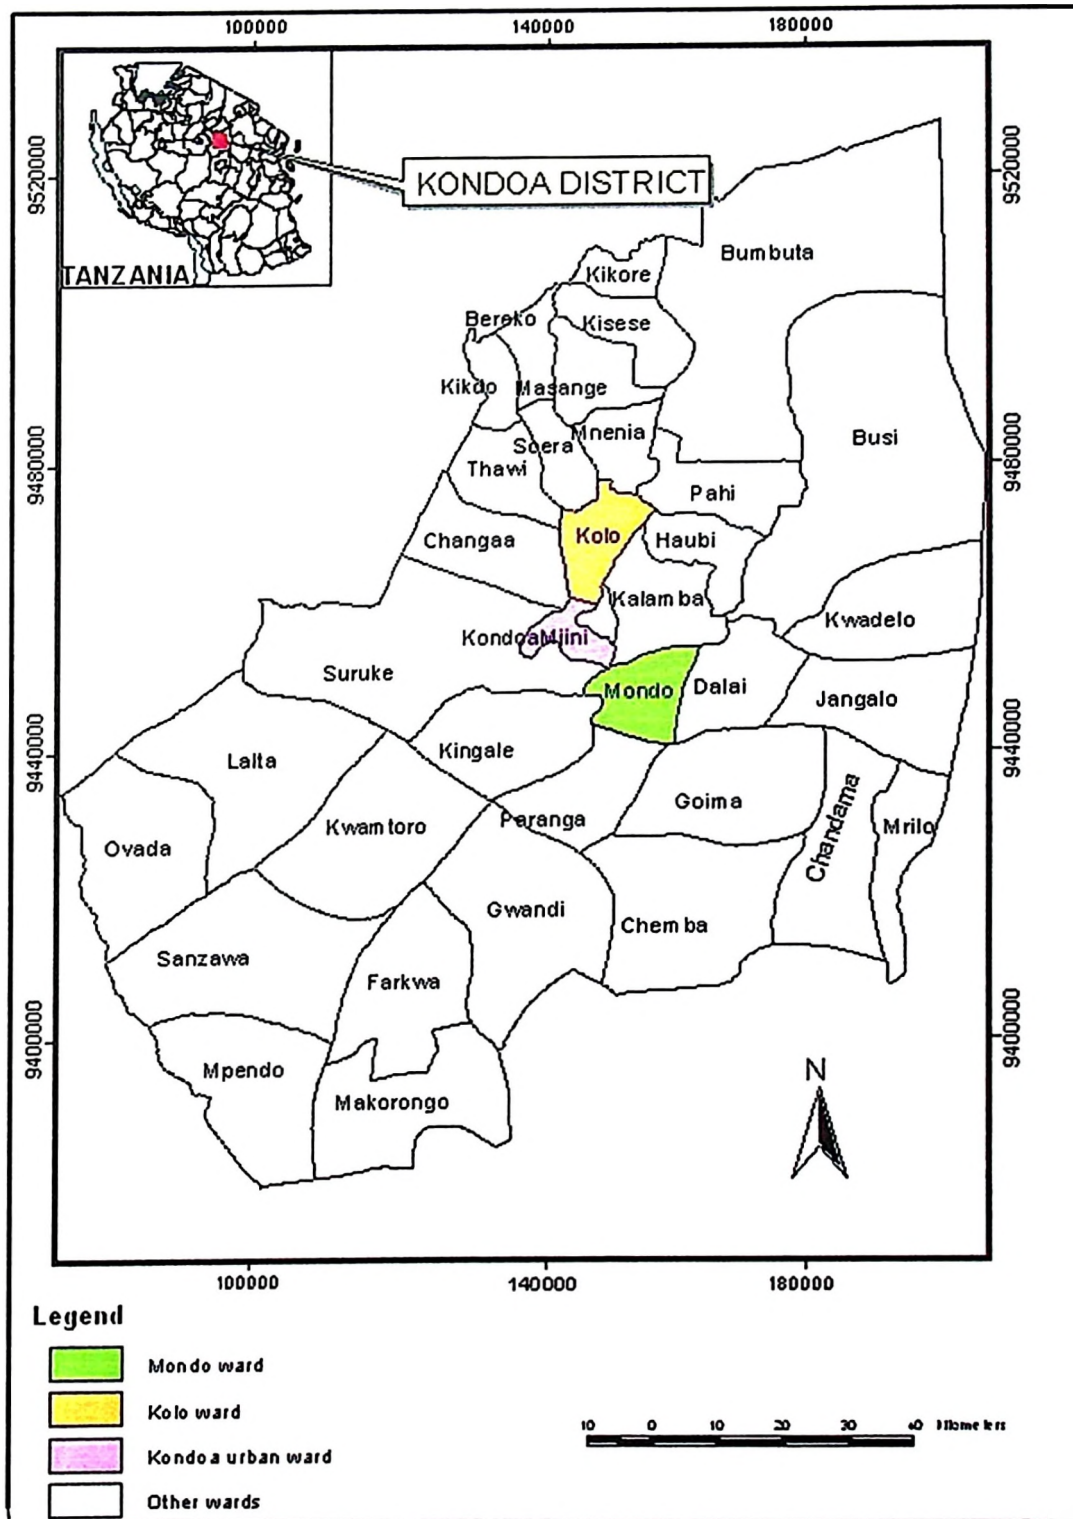 100000 140000 180000
9520000 9520000
KONDOA DISTRICT
TANZANIA
Bumbuta
Kikore
Bereko Kisese
Kikdo Masange
Mnenia
Soera
Busi
Thawi
Pahi
9480000 9480000
Changaa Kolo Haubi
Kalamba
Kwadelo
KondoaMjini
Suruke
Mondo Dalai Jangalo
Lalta Kingale
9440000 9440000
Goima
Paranga
Kwamtoro
Chandama
Mrilo
Ovada
Gwandi Chemba
Sanzawa
Farkwa
9400000 9400000
Mpendo
Makorongo
N
100000 140000 180000
Legend
Mondo ward
Kolo ward
Kondoa urban ward
Other wards
10 0 10 20 30 40 Kilometers